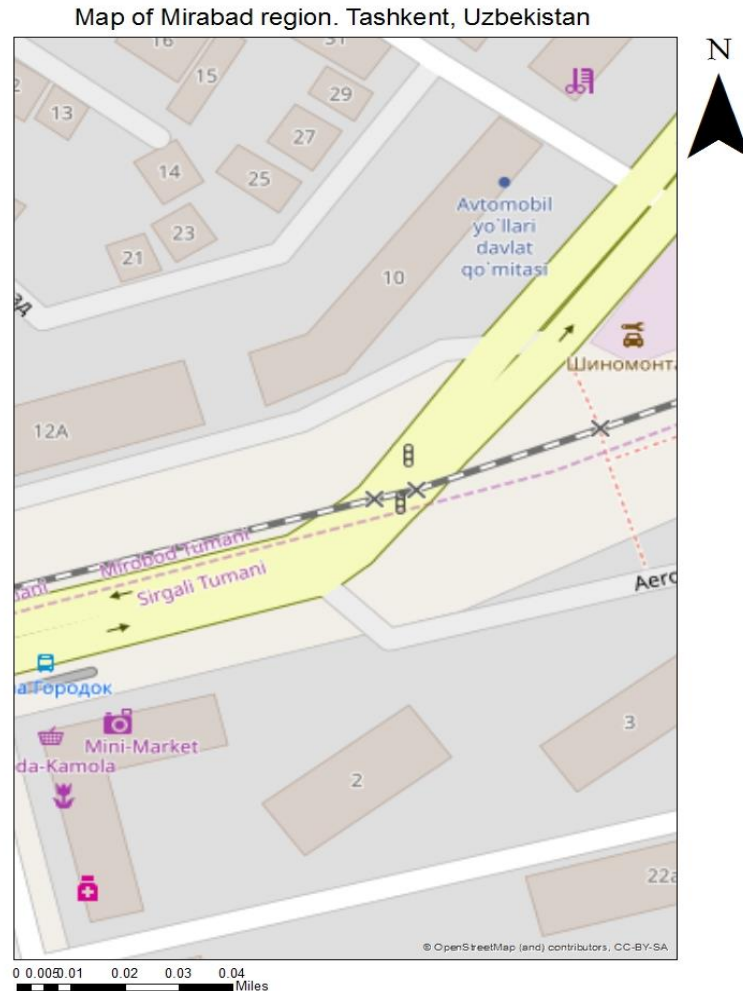 Map of Mirabad region. Tashkent, Uzbekistan
N
16
31
15
13
29
27
14
25
23
21
Avtomobil
yo`llari
davlat
qo`mitasi
10
Шиномонт
12A
Mirobod Tumani
Sirgali Tumani
Aero
Городок
Mini-Market
da-Kamola
2
3
22a
© OpenStreetMap (and) contributors, CC-BY-SA
0 0.005 0.01 0.02 0.03 0.04
Miles